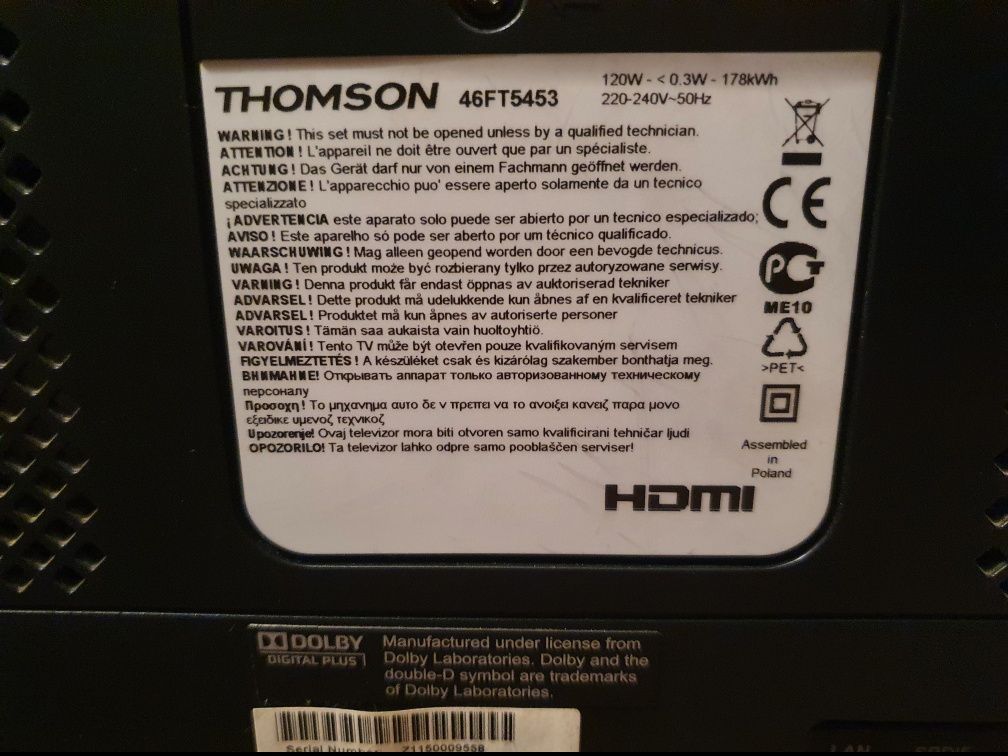 THOMSON 46FT5453
120W - < 0.3W - 178kWh
220-240V~50Hz
WARNING! This set must not be opened unless by a qualified technician.
ATTENTION! L'appareil ne doit être ouvert que par un spécialiste.
ACHTUNG! Das Gerät darf nur von einem Fachmann geöffnet werden.
ATTENZIONE! L'apparecchio puo' essere aperto solamente da un tecnico
specializzato
¡ADVERTENCIA este aparato solo puede ser abierto por un tecnico especializado;
AVISO! Este aparelho só pode ser aberto por um técnico qualificado.
WAARSCHUWING! Mag alleen geopend worden door een bevogde technicus.
UWAGA! Ten produkt może być rozbierany tylko przez autoryzowane serwisy.
VARNING! Denna produkt får endast öppnas av auktoriserad tekniker
ADVARSEL! Dette produkt må udelukkende kun åbnes af en kvalificeret tekniker
ADVARSEL! Produktet må kun åpnes av autoriserte personer
VAROITUS! Tämän saa aukaista vain huoltoyhtiö.
VAROVÁNÍ! Tento TV může být otevřen pouze kvalifikovaným servisem
FIGYELMEZTETÉS! A készüléket csak és kizárólag szakember bonthatja meg.
ВНИМАНИЕ! Открывать аппарат только авторизованному техническому
персоналу
Προσοχη! Το μηχανημα αυτο δε ν πρεπει να το ανοιξει κανειζ παρα μονο
εξειδικε υμενοζ τεχνικοζ
Upozorenje! Ovaj televizor mora biti otvoren samo kvalificirani tehničar ljudi
OPOZORILO! Ta televizor lahko odpre samo pooblaščen serviser!
CE
РСТ
ME10
>PET<
Assembled
in
Poland
HDMI
DOLBY
DIGITAL PLUS
Manufactured under license from
Dolby Laboratories. Dolby and the
double-D symbol are trademarks
of Dolby Laboratories.
Serial Number Z1150009558
LAN